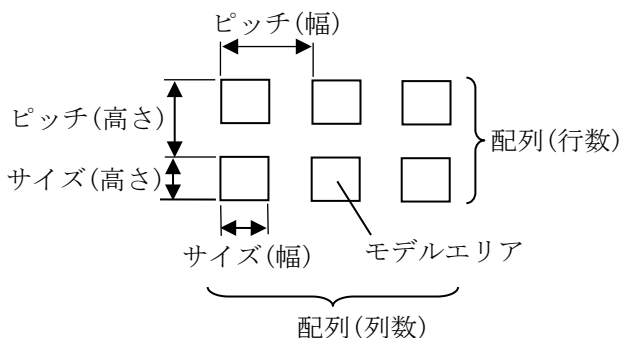 ピッチ(幅)
ピッチ(高さ)
配列(行数)
サイズ(高さ)
サイズ(幅)
モデルエリア
配列(列数)